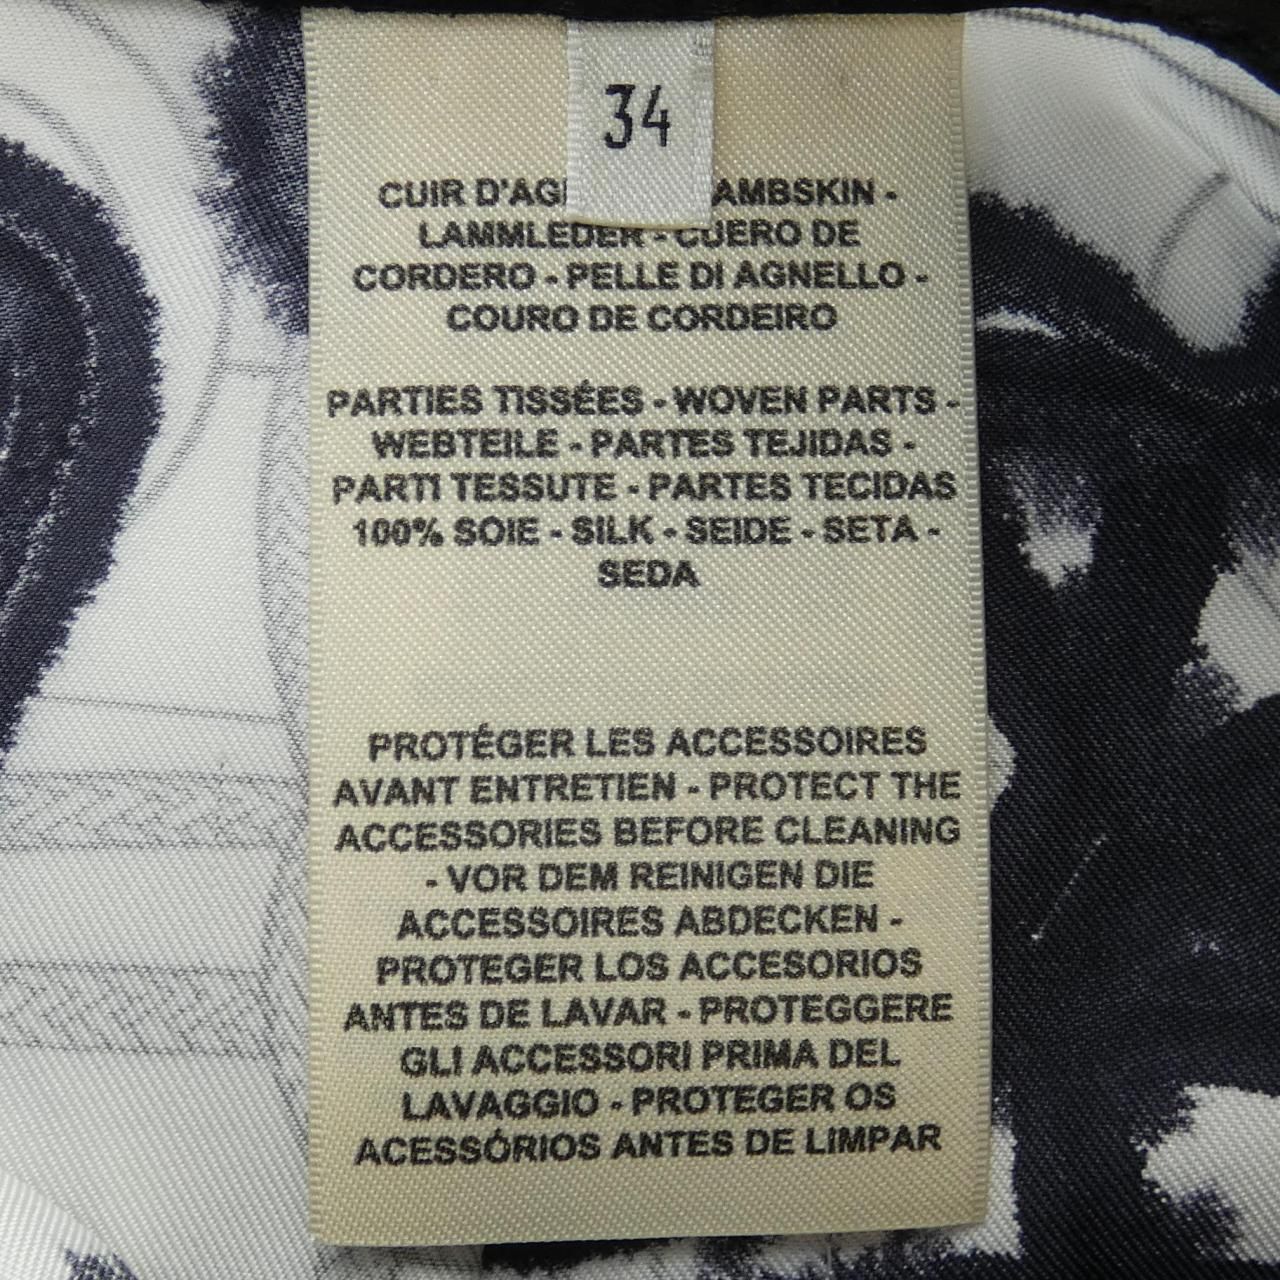 34
CUIR
LAMMLEDER - CUERO DE
CORDERO - PELLE DI AGNELLO -
COURO DE CORDEIRO
PARTIES TISSÉES - WOVEN PARTS -
WEBTEILE - PARTES TEJIDAS -
PARTI TESSUTE - PARTES TECIDAS
100% SOIE - SILK - SEIDE - SETA -
SEDA
PROTÉGER LES ACCESSOIRES
AVANT ENTRETIEN - PROTECT THE
ACCESSORIES BEFORE CLEANING
- VOR DEM REINIGEN DIE
ACCESSOIRES ABDECKEN -
PROTEGER LOS ACCESORIOS
ANTES DE LAVAR - PROTEGGERE
GLI ACCESSORI PRIMA DEL
LAVAGGIO - PROTEGER OS
ACESSÓRIOS ANTES DE LIMPAR